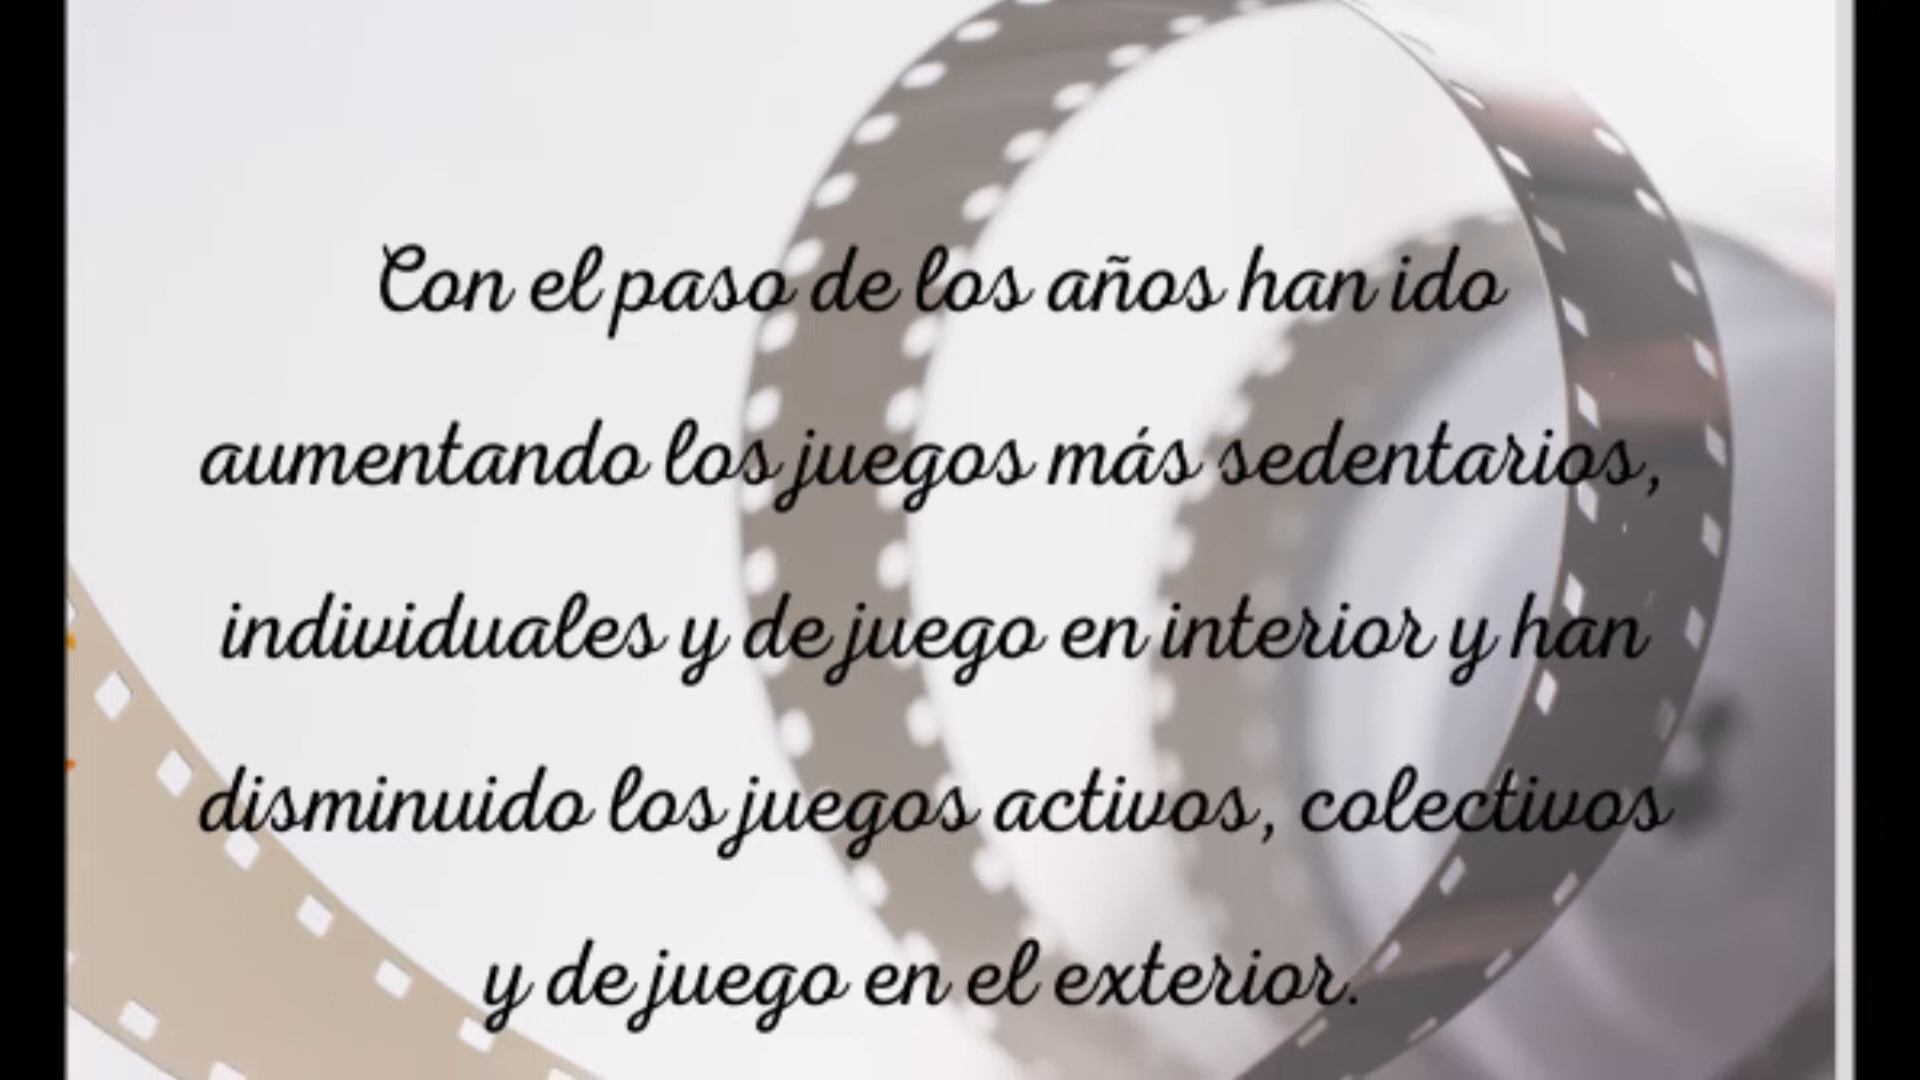 Con el paso de los años han ido
aumentando los juegos más sedentarios,
individuales y de juego en interior y han
disminuido los juegos activos, colectivos
y de juego en el exterior.